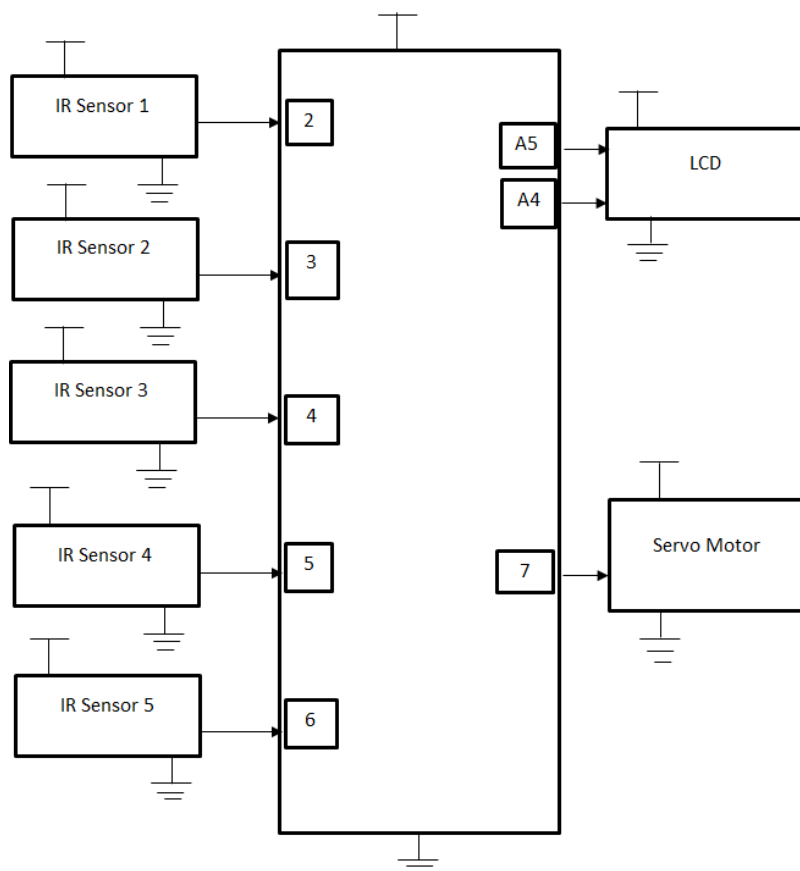 IR Sensor 1
2
IR Sensor 2
3
IR Sensor 3
4
IR Sensor 4
5
IR Sensor 5
6
A5
A4
LCD
7
Servo Motor